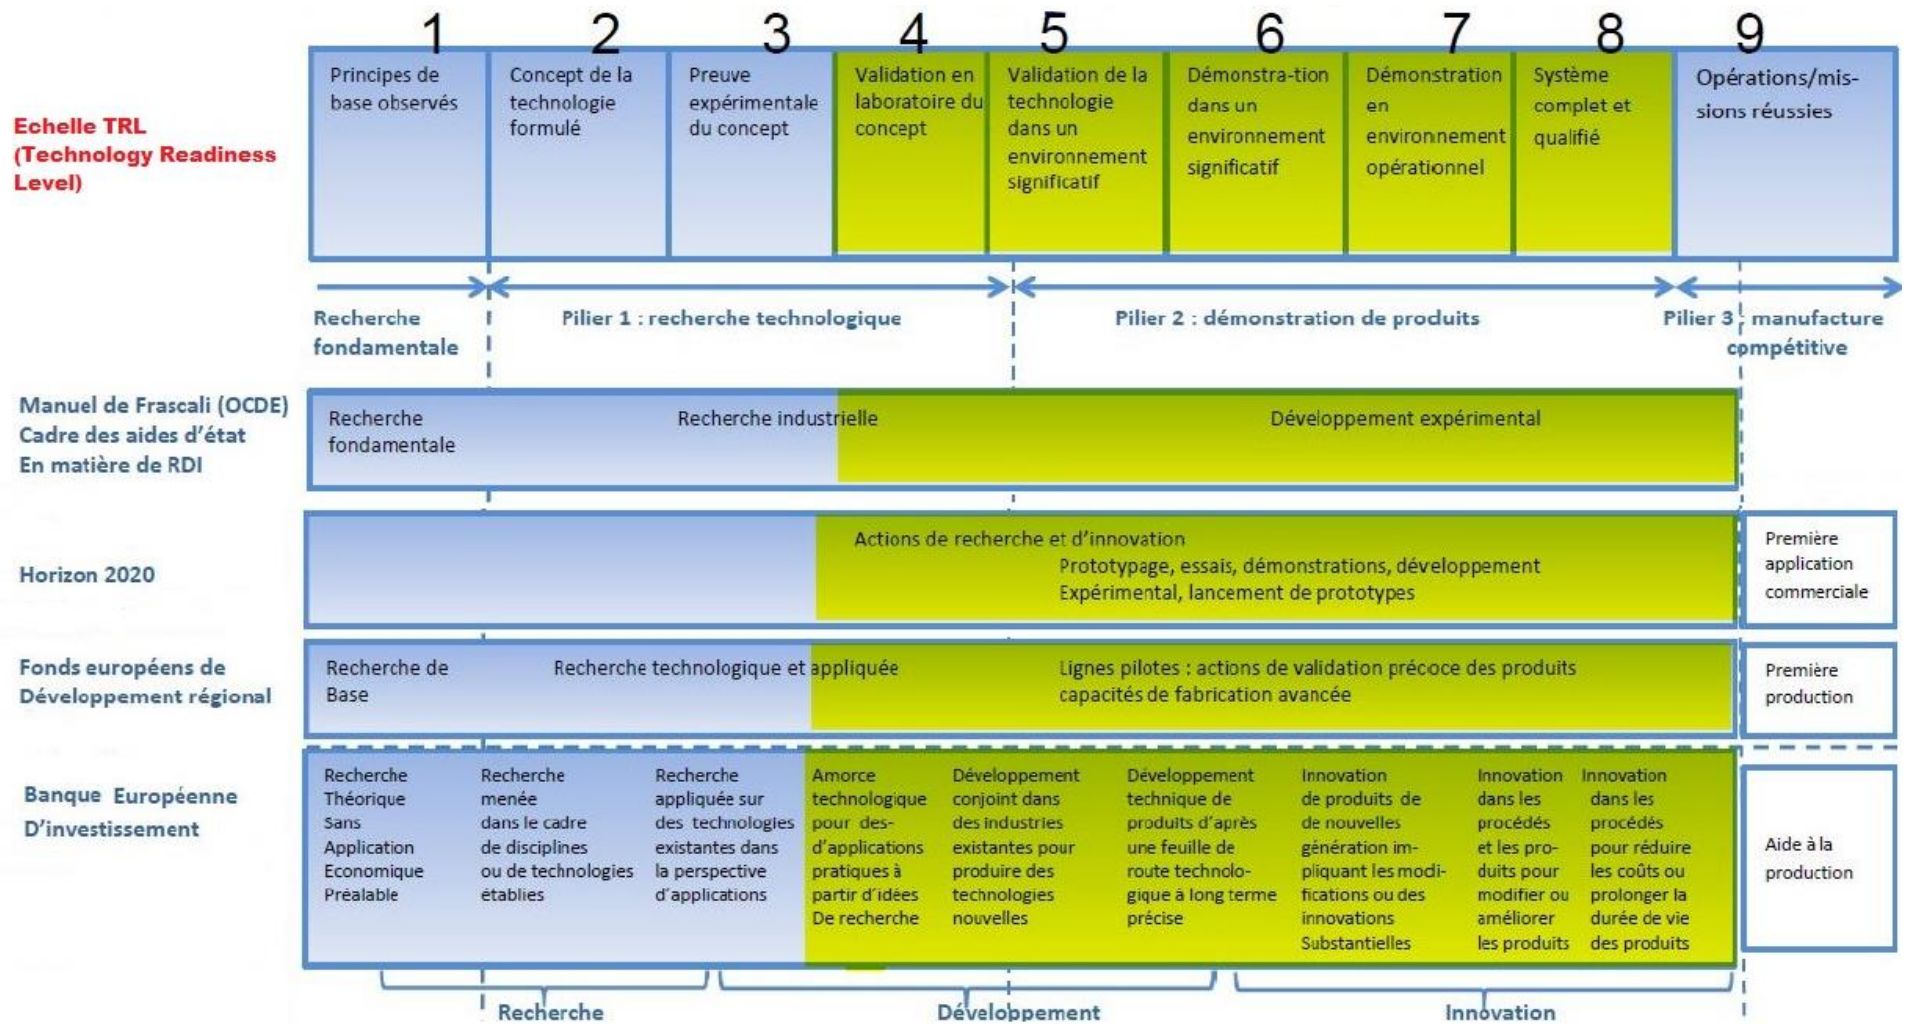 1 2 3 4 5 6 7 8 9
Echelle TRL
(Technology Readiness
Level)
Principes de
base observés
Concept de la
technologie
formulé
Preuve
expérimentale
du concept
Validation en
laboratoire du
concept
Validation de la
technologie
dans un
environnement
significatif
Démonstra-tion
dans un
environnement
significatif
Démonstration
en
environnement
opérationnel
Système
complet et
qualifié
Opérations/mis-
sions réussies
Recherche
fondamentale
Pilier 1 : recherche technologique
Pilier 2 : démonstration de produits
Pilier 3 : manufacture
compétitive
Manuel de Frascali (OCDE)
Cadre des aides d'état
En matière de RDI
Recherche
fondamentale
Recherche industrielle
Développement expérimental
Horizon 2020
Actions de recherche et d'innovation
Prototypage, essais, démonstrations, développement
Expérimental, lancement de prototypes
Première
application
commerciale
Fonds européens de
Développement régional
Recherche de
Base
Recherche technologique et appliquée
Lignes pilotes : actions de validation précoce des produits
capacités de fabrication avancée
Première
production
Banque Européenne
D'investissement
Recherche
Théorique
Sans
Application
Economique
Préalable
Recherche
menée
dans le cadre
de disciplines
ou de technologies
établies
Recherche
appliquée sur
des technologies
existantes dans
la perspective
d'applications
Amorce
technologique
pour des-
d'applications
pratiques à
partir d'idées
De recherche
Développement
conjoint dans
des industries
existantes pour
produire des
technologies
nouvelles
Développement
technique de
produits d'après
une feuille de
route technolo-
gique à long terme
précise
Innovation
de produits de
de nouvelles
génération im-
pliquant les modi-
fications ou des
innovations
Substantielles
Innovation
dans les
procédés
et les pro-
duits pour
modifier ou
améliorer
les produits
Innovation
dans les
procédés
pour réduire
les coûts ou
prolonger la
durée de vie
des produits
Aide à la
production
Recherche
Développement
Innovation